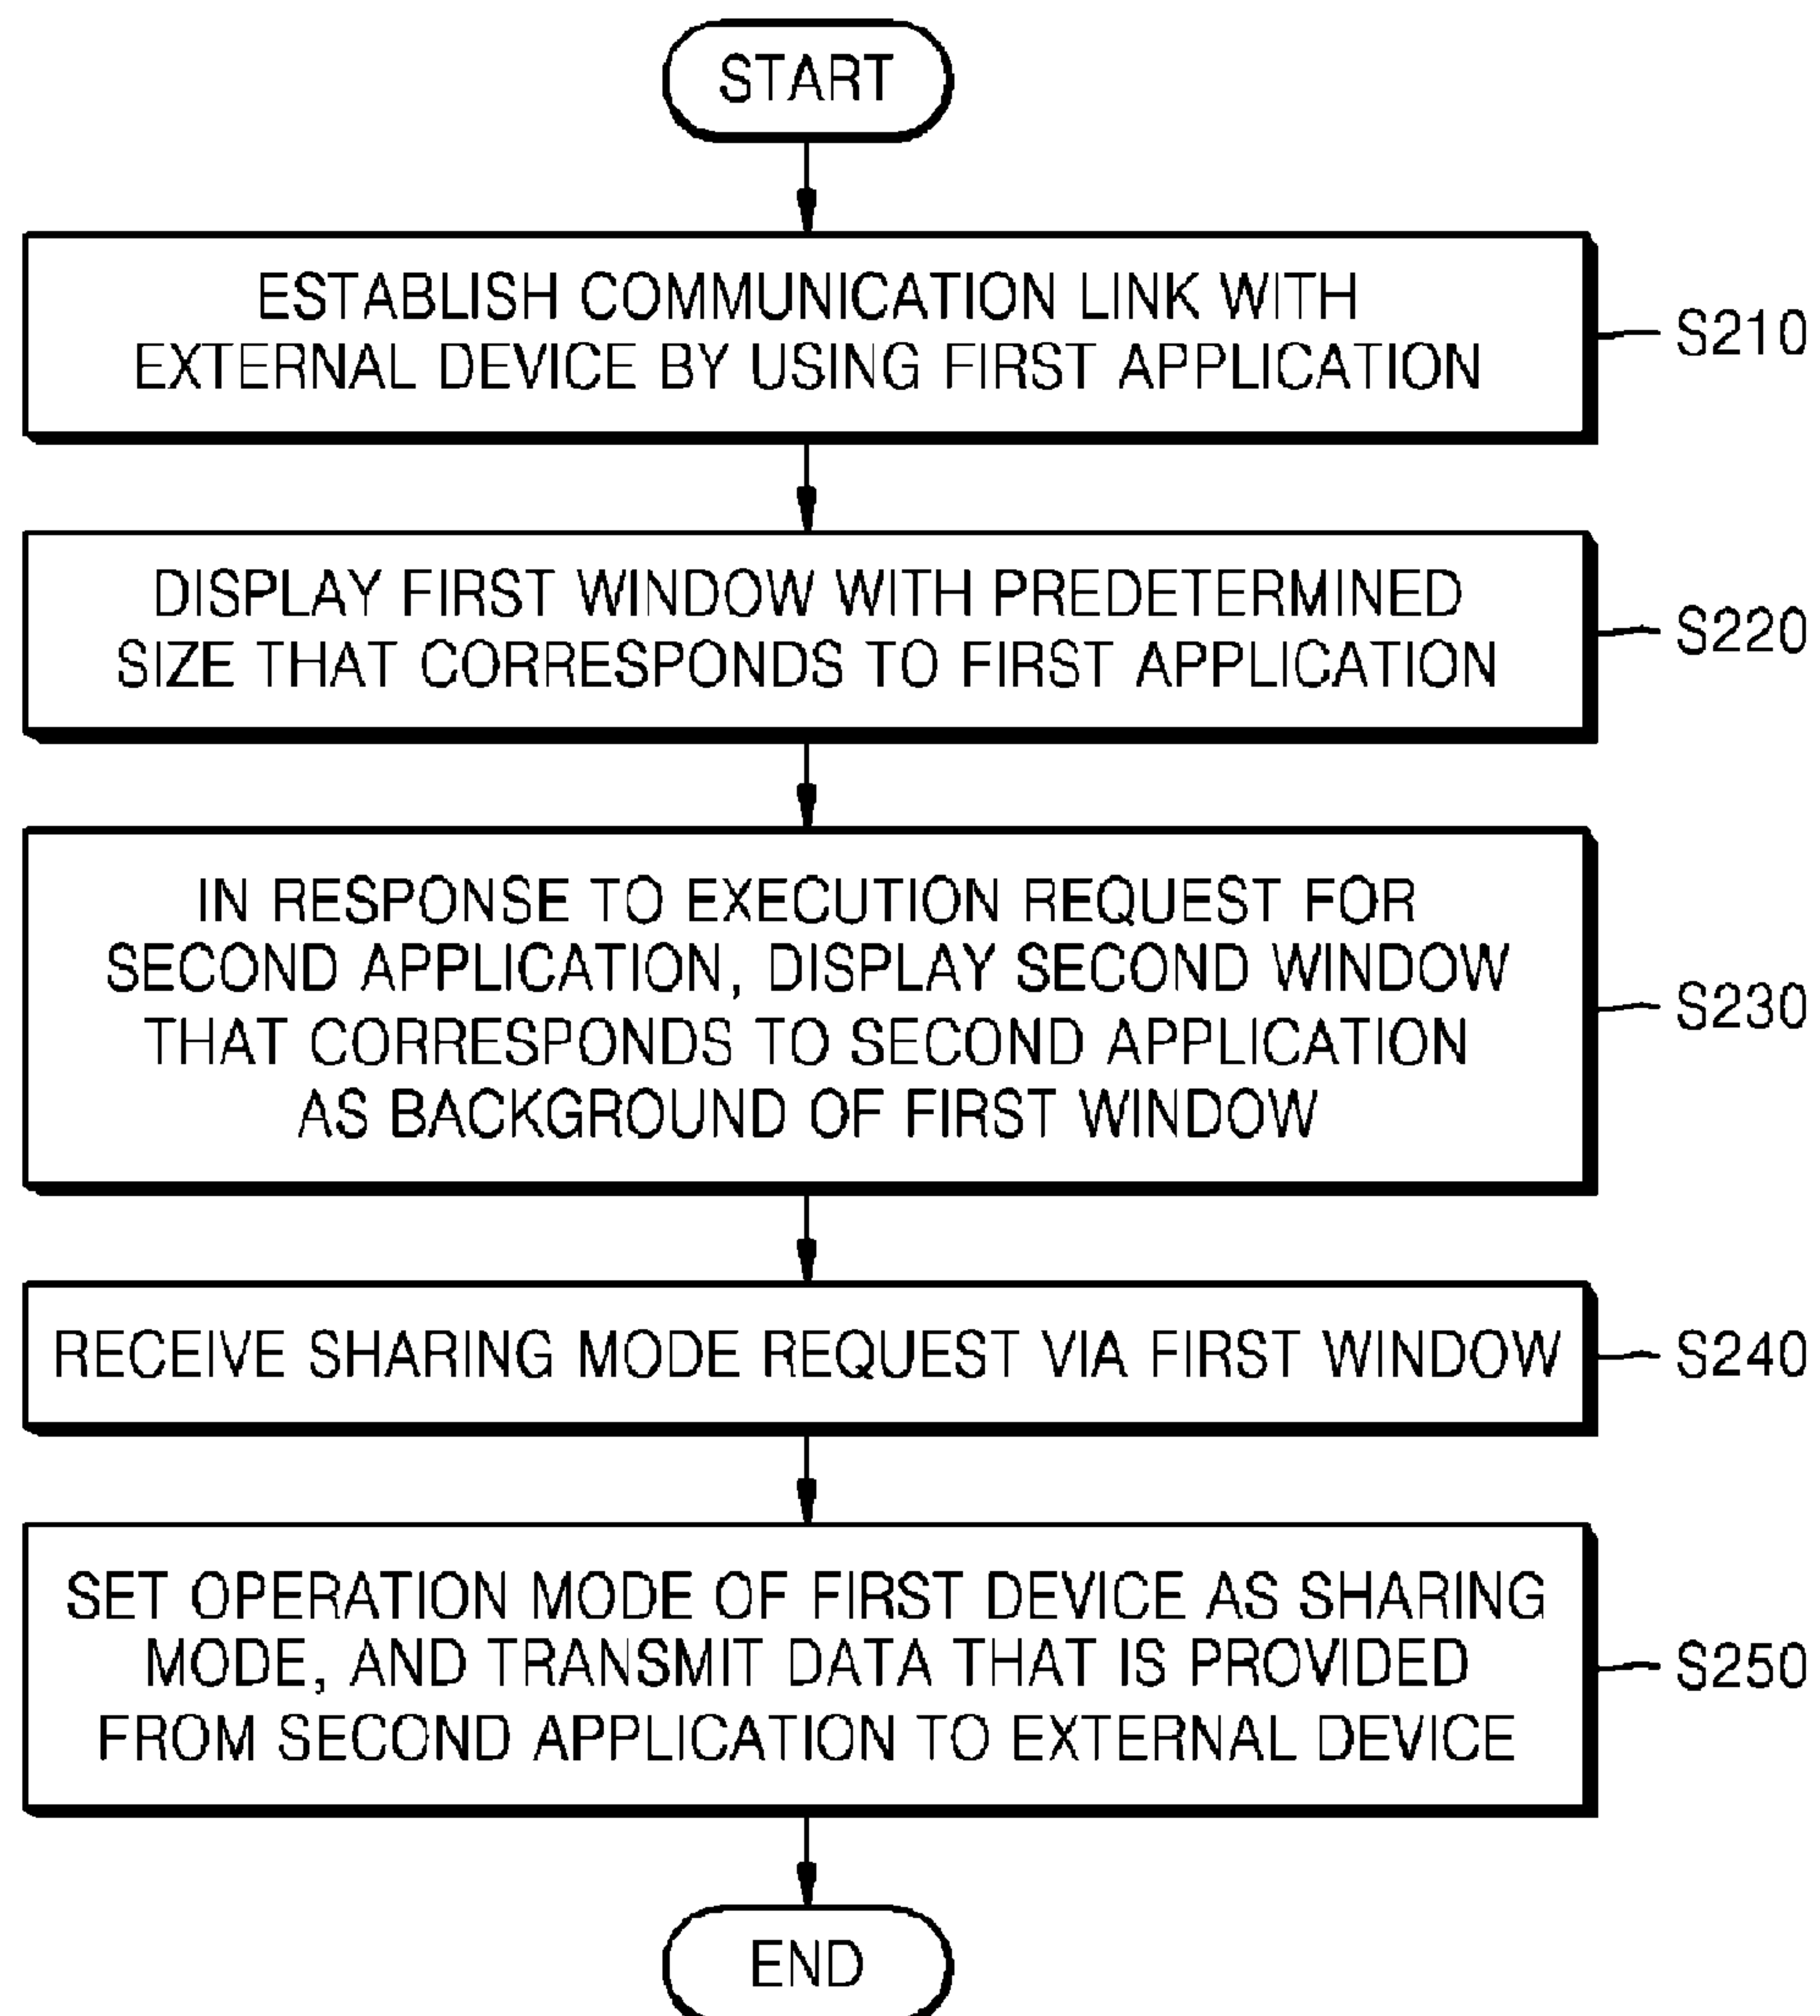 START
ESTABLISH COMMUNICATION LINK WITH
EXTERNAL DEVICE BY USING FIRST APPLICATION
S210
DISPLAY FIRST WINDOW WITH PREDETERMINED
SIZE THAT CORRESPONDS TO FIRST APPLICATION
S220
IN RESPONSE TO EXECUTION REQUEST FOR
SECOND APPLICATION, DISPLAY SECOND WINDOW
THAT CORRESPONDS TO SECOND APPLICATION
AS BACKGROUND OF FIRST WINDOW
S230
RECEIVE SHARING MODE REQUEST VIA FIRST WINDOW
S240
SET OPERATION MODE OF FIRST DEVICE AS SHARING
MODE, AND TRANSMIT DATA THAT IS PROVIDED
FROM SECOND APPLICATION TO EXTERNAL DEVICE
S250
END